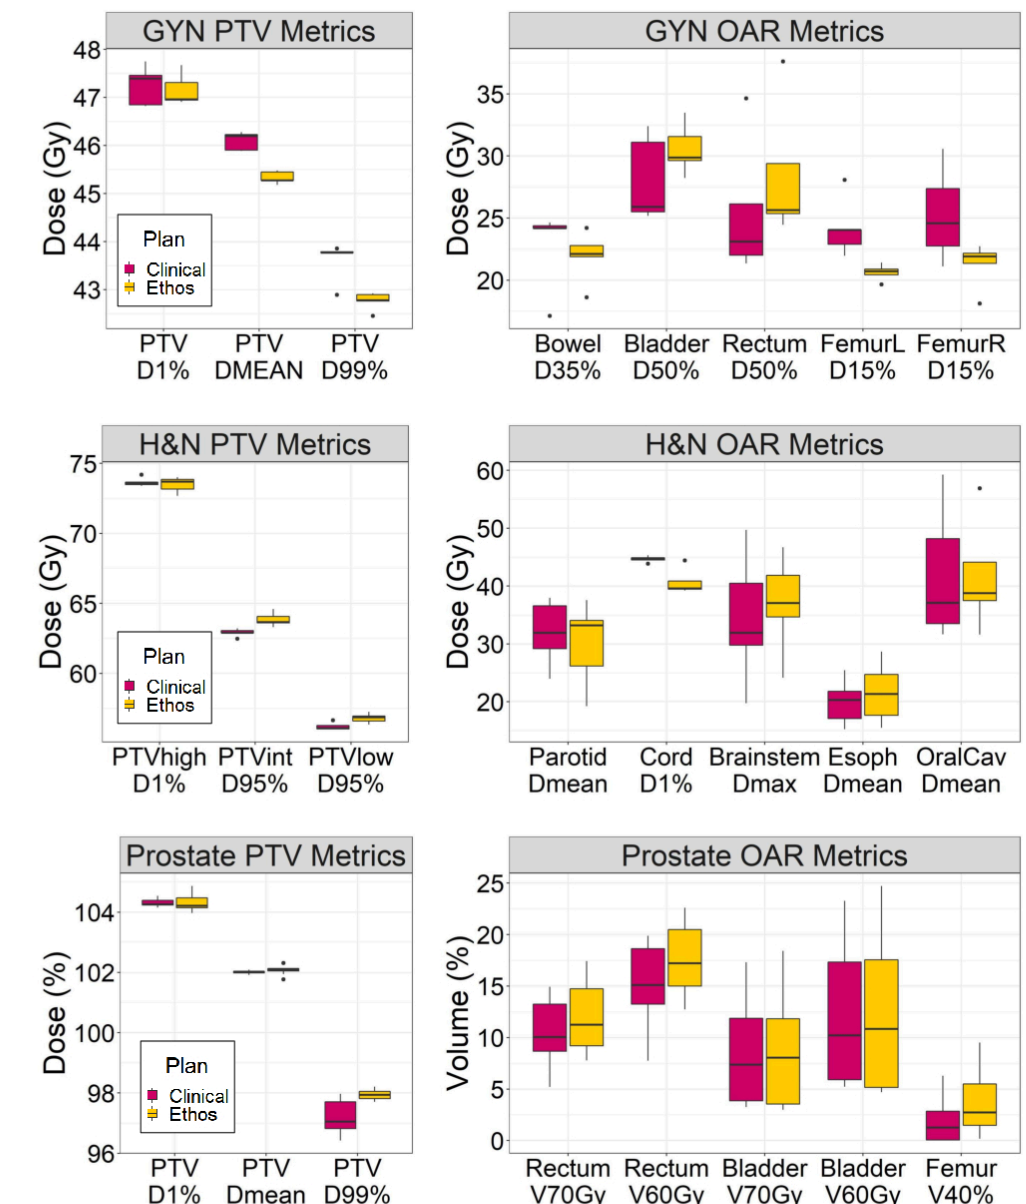 GYN PTV Metrics
48
47
46
45
44
43
Dose (Gy)
Plan
Clinical
Ethos
PTV PTV PTV
D1% DMEAN D99%
GYN OAR Metrics
35
30
25
20
Dose (Gy)
Bowel Bladder Rectum FemurL FemurR
D35% D50% D50% D15% D15%
H&N PTV Metrics
75
70
65
60
Dose (Gy)
Plan
Clinical
Ethos
PTVhigh PTVint PTVlow
D1% D95% D95%
H&N OAR Metrics
60
50
40
30
20
Dose (Gy)
Parotid Cord Brainstem Esoph OralCav
Dmean D1% Dmax Dmean Dmean
Prostate PTV Metrics
104
102
100
98
96
Dose (%)
Plan
Clinical
Ethos
PTV PTV PTV
D1% Dmean D99%
Prostate OAR Metrics
25
20
15
10
5
0
Volume (%)
Rectum Rectum Bladder Bladder Femur
V70Gy V60Gy V70Gy V60Gy V40%